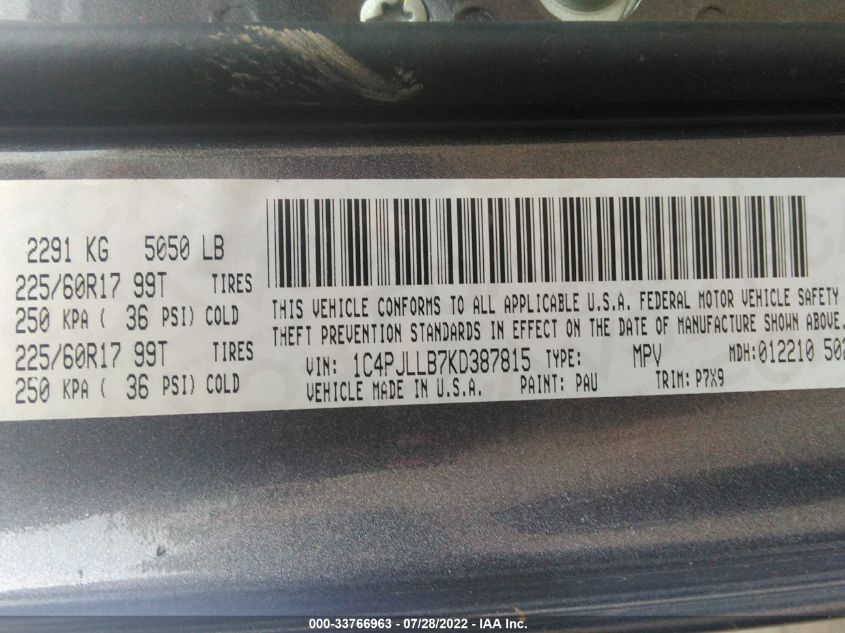 2291 KG 5050 LB
225/60R17 99T TIRES
250 KPA ( 36 PSI) COLD
225/60R17 99T TIRES
250 KPA ( 36 PSI) COLD
THIS VEHICLE CONFORMS TO ALL APPLICABLE U.S.A. FEDERAL MOTOR VEHICLE SAFETY
THEFT PREVENTION STANDARDS IN EFFECT ON THE DATE OF MANUFACTURE SHOWN ABOVE.
VIN: 1C4PJLLB7KD387815 TYPE: MPV MDH:012210 502
VEHICLE MADE IN U.S.A. PAINT: PAU TRIM: P7X9
000-33766963 / 07/28/2022 - IAA Inc.